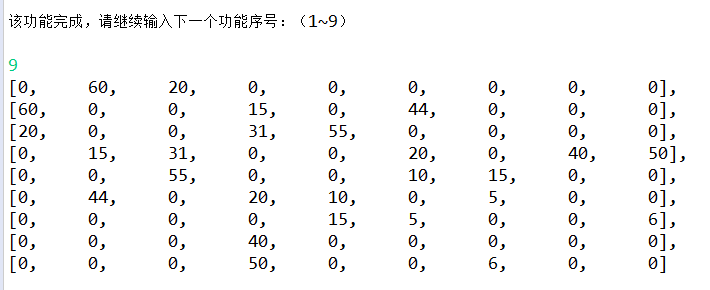 该功能完成，请继续输入下一个功能序号：（1~9）
9
[0, 60, 20, 0, 0, 0, 0, 0, 0],
[60, 0, 0, 15, 0, 44, 0, 0, 0],
[20, 0, 0, 31, 55, 0, 0, 0, 0],
[0, 15, 31, 0, 0, 20, 0, 40, 50],
[0, 0, 55, 0, 0, 10, 15, 0, 0],
[0, 44, 0, 20, 10, 0, 5, 0, 0],
[0, 0, 0, 0, 15, 5, 0, 0, 6],
[0, 0, 0, 40, 0, 0, 0, 0, 0],
[0, 0, 0, 50, 0, 0, 6, 0, 0]